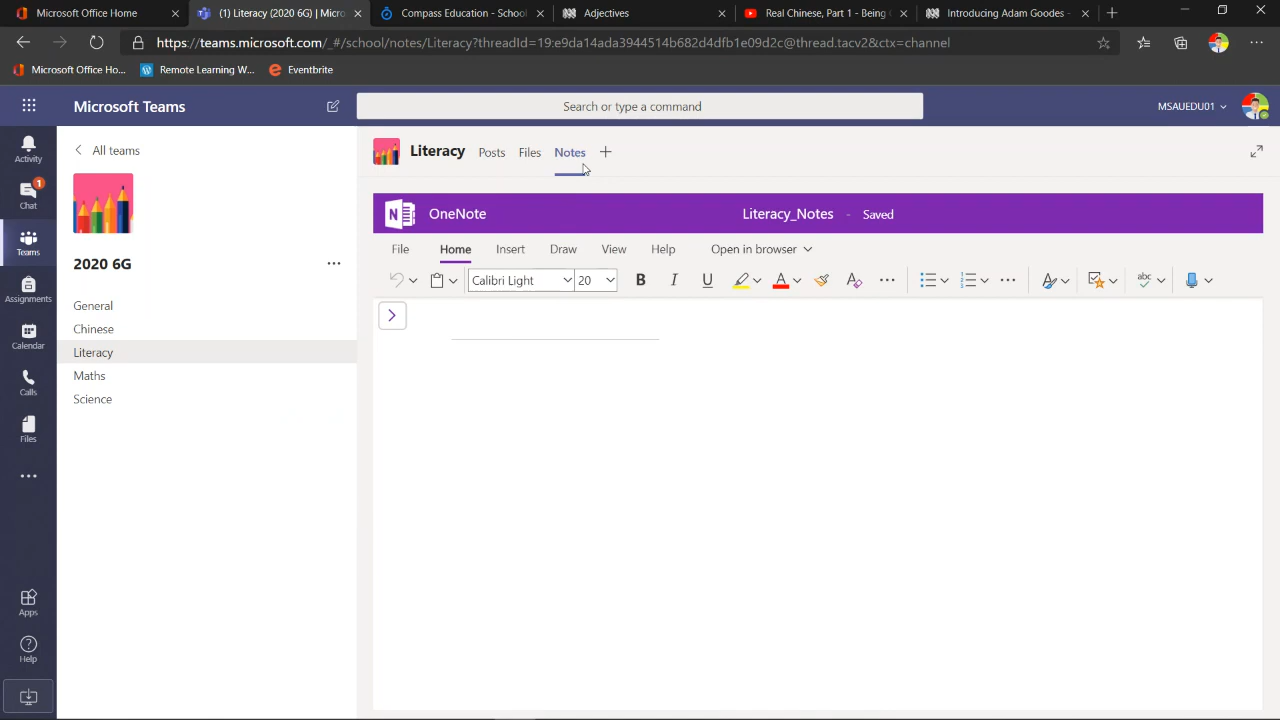 Microsoft Office Home
(1) Literacy (2020 6G) | Micro
Compass Education - School
Adjectives
Real Chinese, Part 1 - Being
Introducing Adam Goodes -
https://teams.microsoft.com/_#/school/notes/Literacy?threadId=19:e9da14ada3944514b682d4dfb1e09d2c@thread.tacv2&ctx=channel
Microsoft Office Ho...
Remote Learning W...
Eventbrite
Microsoft Teams
Search or type a command
MSAUEDU01
Activity
1
Chat
Teams
Assignments
Calendar
Calls
Files
Apps
Help
All teams
2020 6G
General
Chinese
Literacy
Maths
Science
Literacy
Posts
Files
Notes
N
OneNote
Literacy_Notes - Saved
File
Home
Insert
Draw
View
Help
Open in browser
Calibri Light
20
B
I
U
A
A
abc